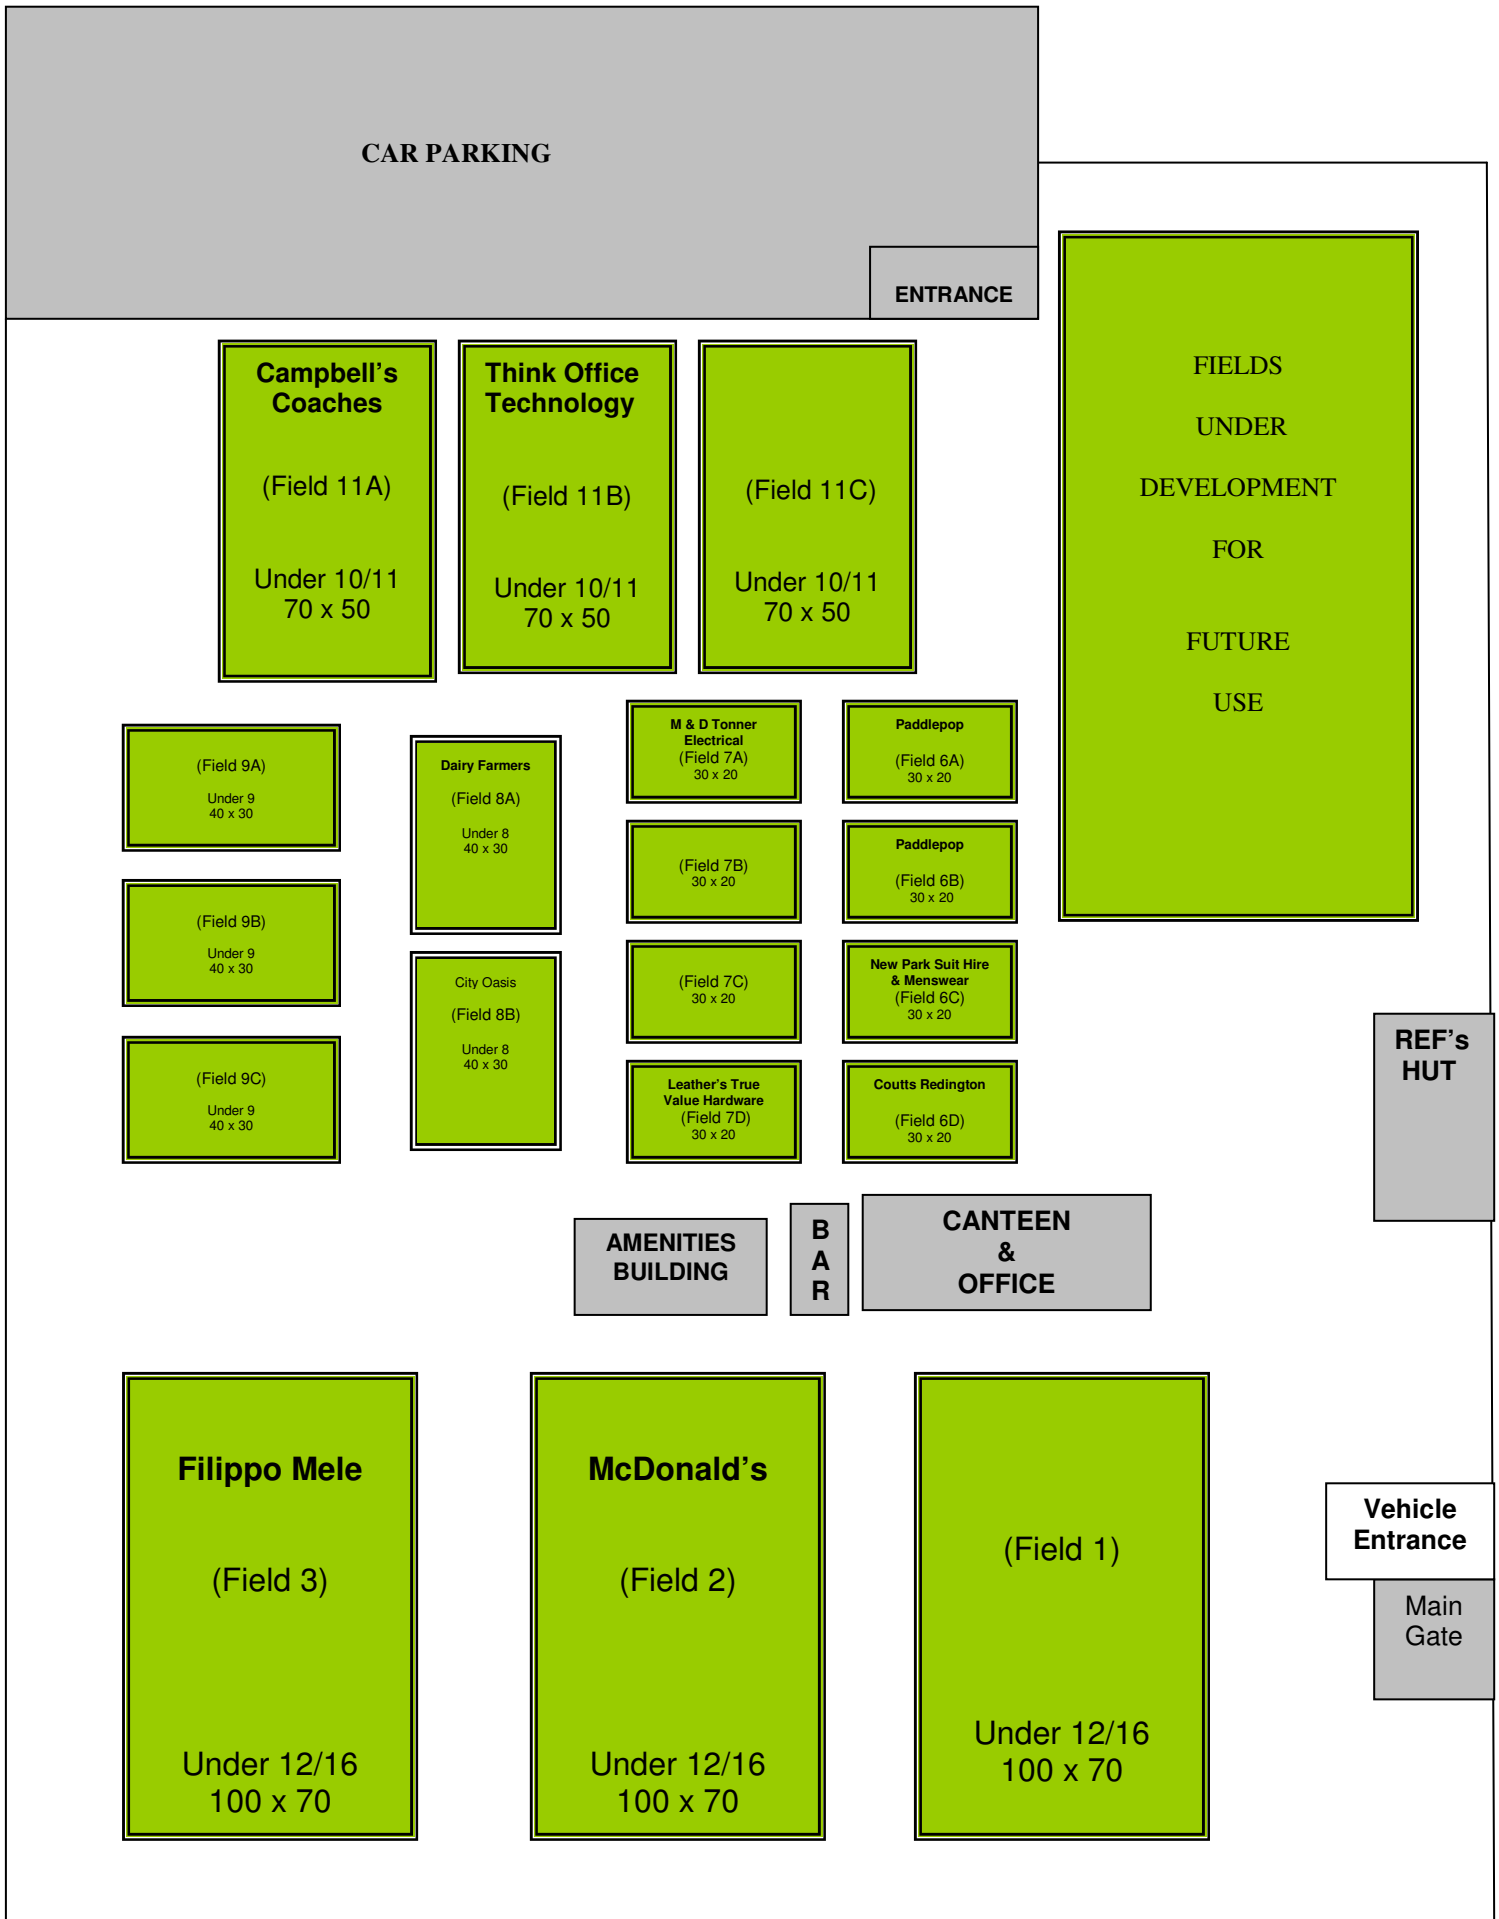 CAR PARKING
ENTRANCE
Campbell's
Coaches
(Field 11A)
Under 10/11
70 x 50
Think Office
Technology
(Field 11B)
Under 10/11
70 x 50
(Field 11C)
Under 10/11
70 x 50
FIELDS
UNDER
DEVELOPMENT
FOR
FUTURE
USE
(Field 9A)
Under 9
40 x 30
(Field 9B)
Under 9
40 x 30
(Field 9C)
Under 9
40 x 30
Dairy Farmers
(Field 8A)
Under 8
40 x 30
City Oasis
(Field 8B)
Under 8
40 x 30
M & D Tonner
Electrical
(Field 7A)
30 x 20
(Field 7B)
30 x 20
(Field 7C)
30 x 20
Leather's True
Value Hardware
(Field 7D)
30 x 20
Paddlepop
(Field 6A)
30 x 20
Paddlepop
(Field 6B)
30 x 20
New Park Suit Hire
& Menswear
(Field 6C)
30 x 20
Coutts Redington
(Field 6D)
30 x 20
REF's
HUT
AMENITIES
BUILDING
B
A
R
CANTEEN
&
OFFICE
Filippo Mele
(Field 3)
Under 12/16
100 x 70
McDonald's
(Field 2)
Under 12/16
100 x 70
(Field 1)
Under 12/16
100 x 70
Vehicle
Entrance
Main
Gate